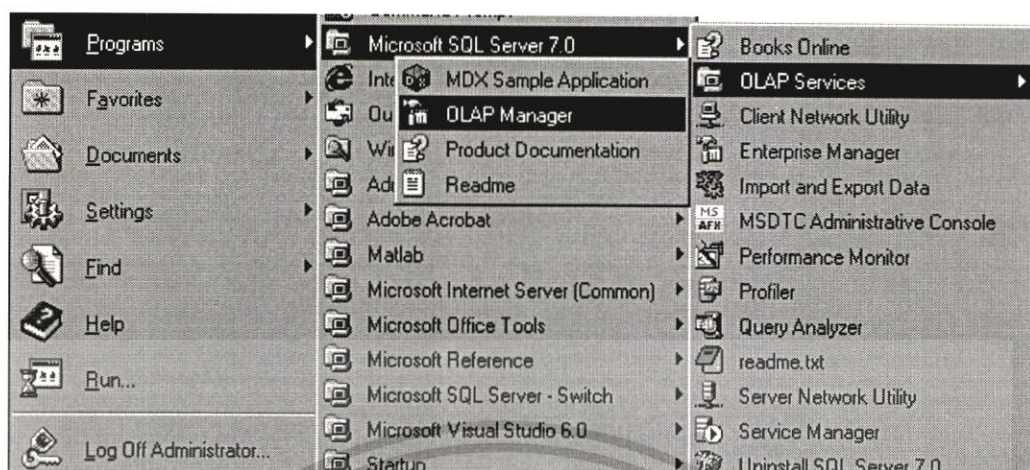 Command Prompt
Programs
Favorites
Documents
Settings
Find
Help
Run...
Log Off Administrator...
Microsoft SQL Server 7.0
Adobe Acrobat
Matlab
Microsoft Internet Server (Common)
Microsoft Office Tools
Microsoft Reference
Microsoft SQL Server - Switch
Microsoft Visual Studio 6.0
Startup
MDX Sample Application
OLAP Manager
Product Documentation
Readme
Books Online
OLAP Services
Client Network Utility
Enterprise Manager
Import and Export Data
MSDTC Administrative Console
Performance Monitor
Profiler
Query Analyzer
readme.txt
Server Network Utility
Service Manager
Uninstall SQL Server 7.0